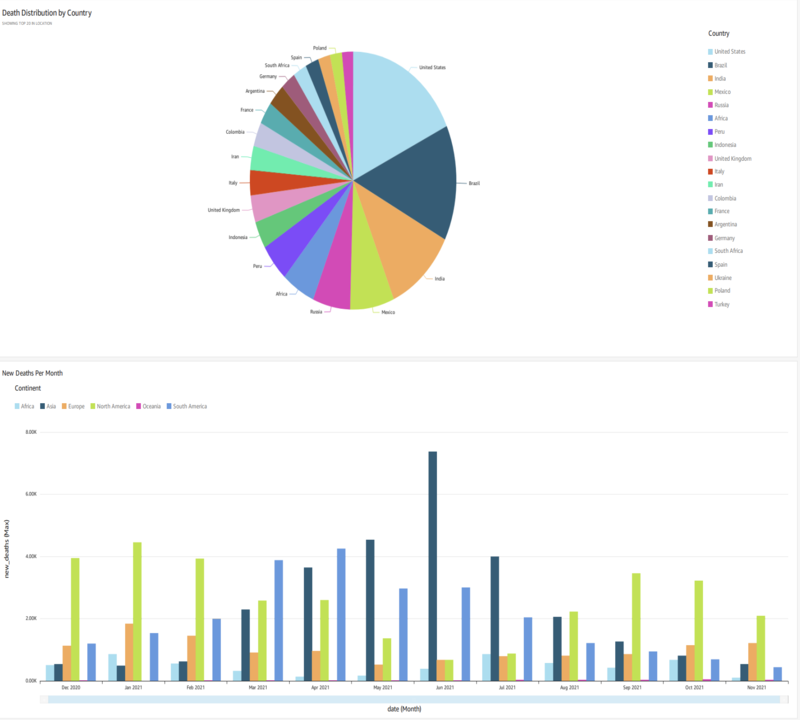 Death Distribution by Country
SHOWING TOP 20 IN LOCATION
Country
United States
Brazil
India
Mexico
Russia
Africa
Peru
Indonesia
United Kingdom
Italy
Iran
Colombia
France
Argentina
Germany
South Africa
Spain
Ukraine
Poland
Turkey
Poland
Spain
South Africa
Germany
Argentina
France
Colombia
Iran
Italy
United Kingdom
Indonesia
Peru
Africa
Russia
Mexico
India
Brazil
United States
New Deaths Per Month
Continent
Africa Asia Europe North America Oceania South America
8.00K
6.00K
4.00K
2.00K
0.00K
new_deaths (Max)
Dec 2020 Jan 2021 Feb 2021 Mar 2021 Apr 2021 May 2021 Jun 2021 Jul 2021 Aug 2021 Sep 2021 Oct 2021 Nov 2021
date (Month)